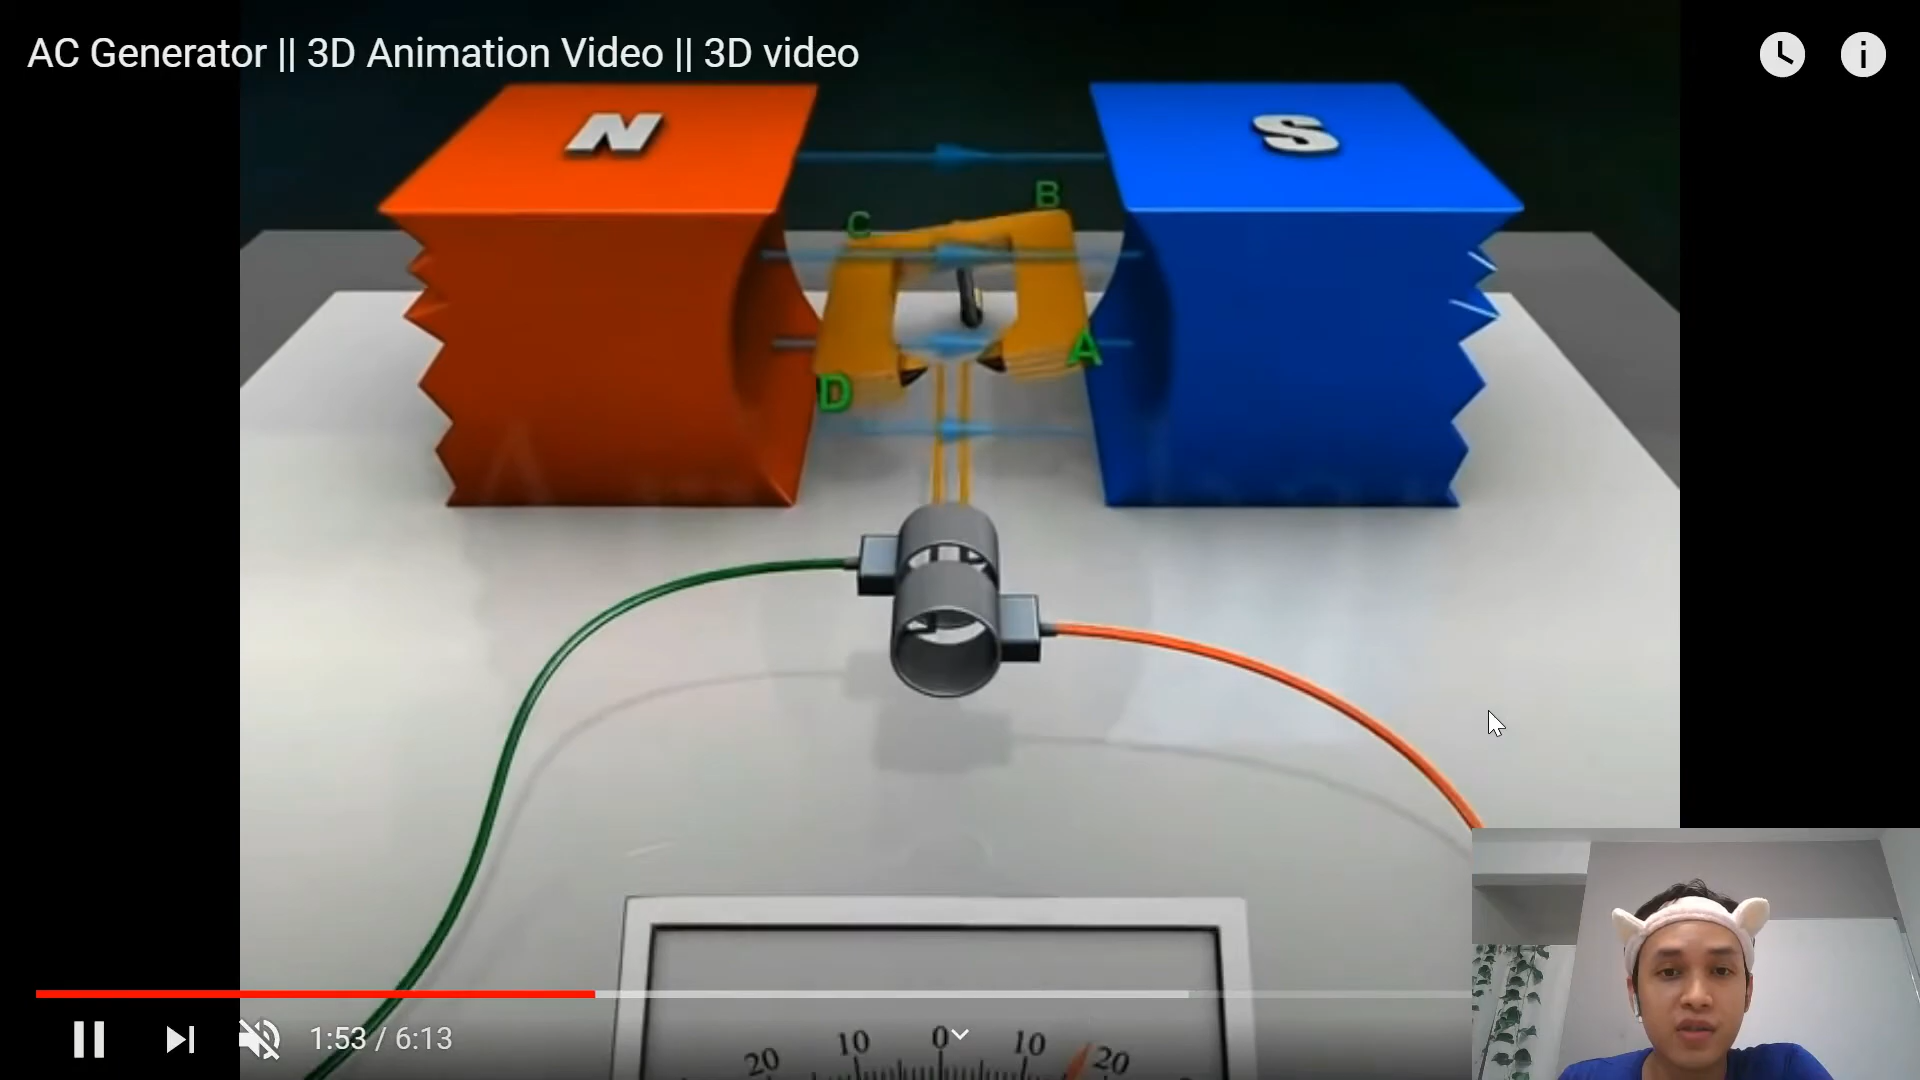 AC Generator || 3D Animation Video || 3D video
N
S
B
C
A
D
1:53 / 6:13
20 10 0 10 20